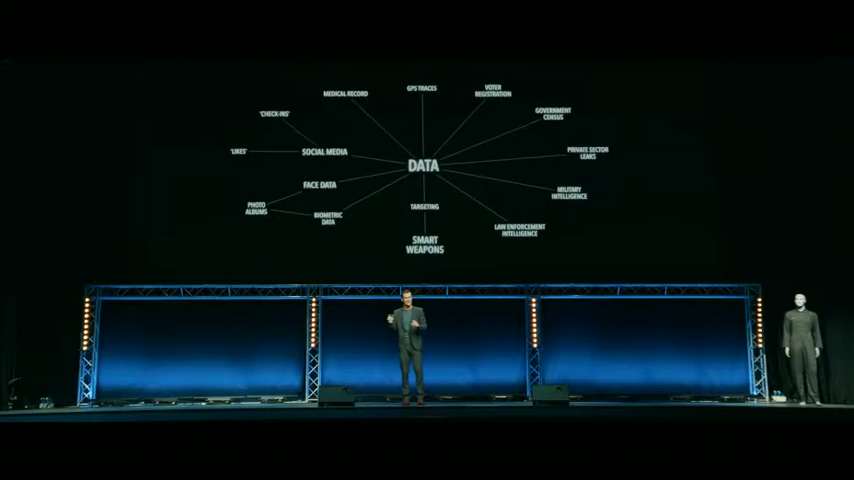 MEDICAL RECORD
GPS TRACES
VOTER
REGISTRATION
'CHECK-INS'
GOVERNMENT
CENSUS
'LIKES'
SOCIAL MEDIA
PRIVATE SECTOR
LEAKS
DATA
FACE DATA
MILITARY
INTELLIGENCE
PHOTO
ALBUMS
BIOMETRIC
DATA
TARGETING
LAW ENFORCEMENT
INTELLIGENCE
SMART
WEAPONS